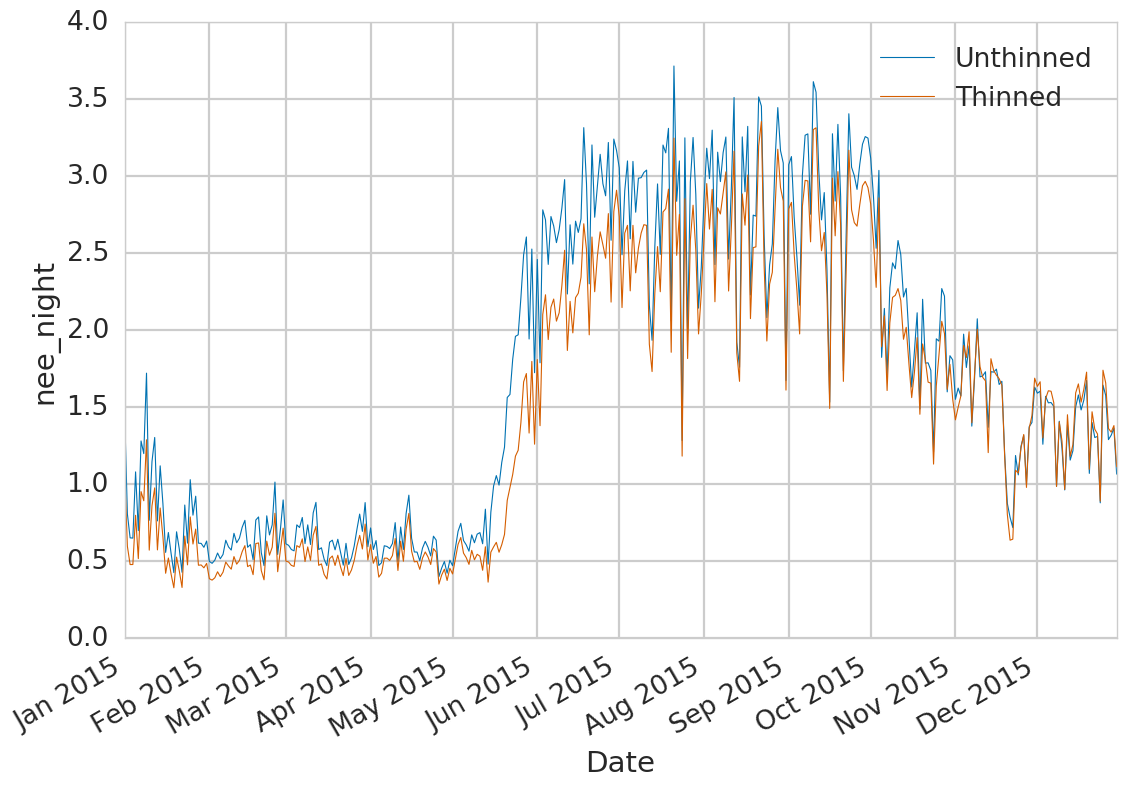 4.0
3.5
3.0
2.5
2.0
1.5
1.0
0.5
0.0
nee_night
Unthinned
Thinned
Jan 2015
Feb 2015
Mar 2015
Apr 2015
May 2015
Jun 2015
Jul 2015
Aug 2015
Sep 2015
Oct 2015
Nov 2015
Dec 2015
Date